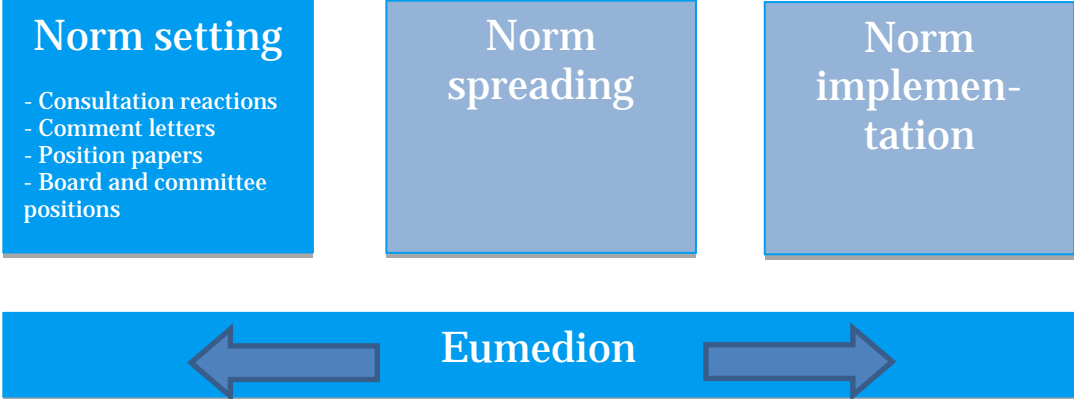 Norm setting
- Consultation reactions
- Comment letters
- Position papers
- Board and committee
positions
Norm
spreading
Norm
implemen-
tation
Eumedion